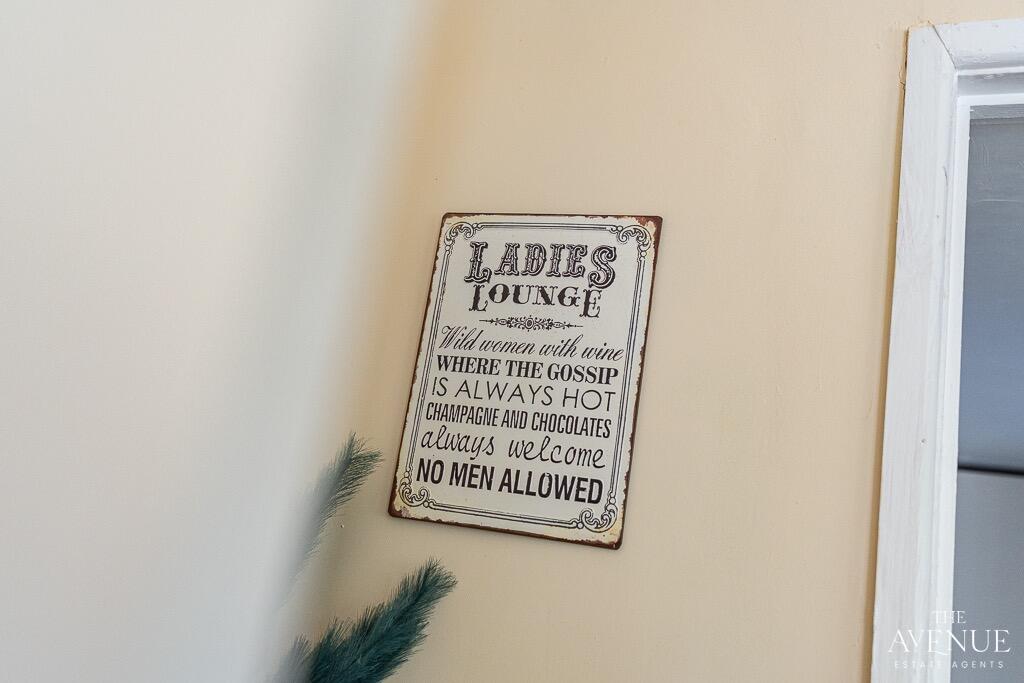 LADIES
LOUNGE
Wild women with wine
WHERE THE GOSSIP
IS ALWAYS HOT
CHAMPAGNE AND CHOCOLATES
always welcome
NO MEN ALLOWED
THE
AVENUE
ESTATE AGENTS